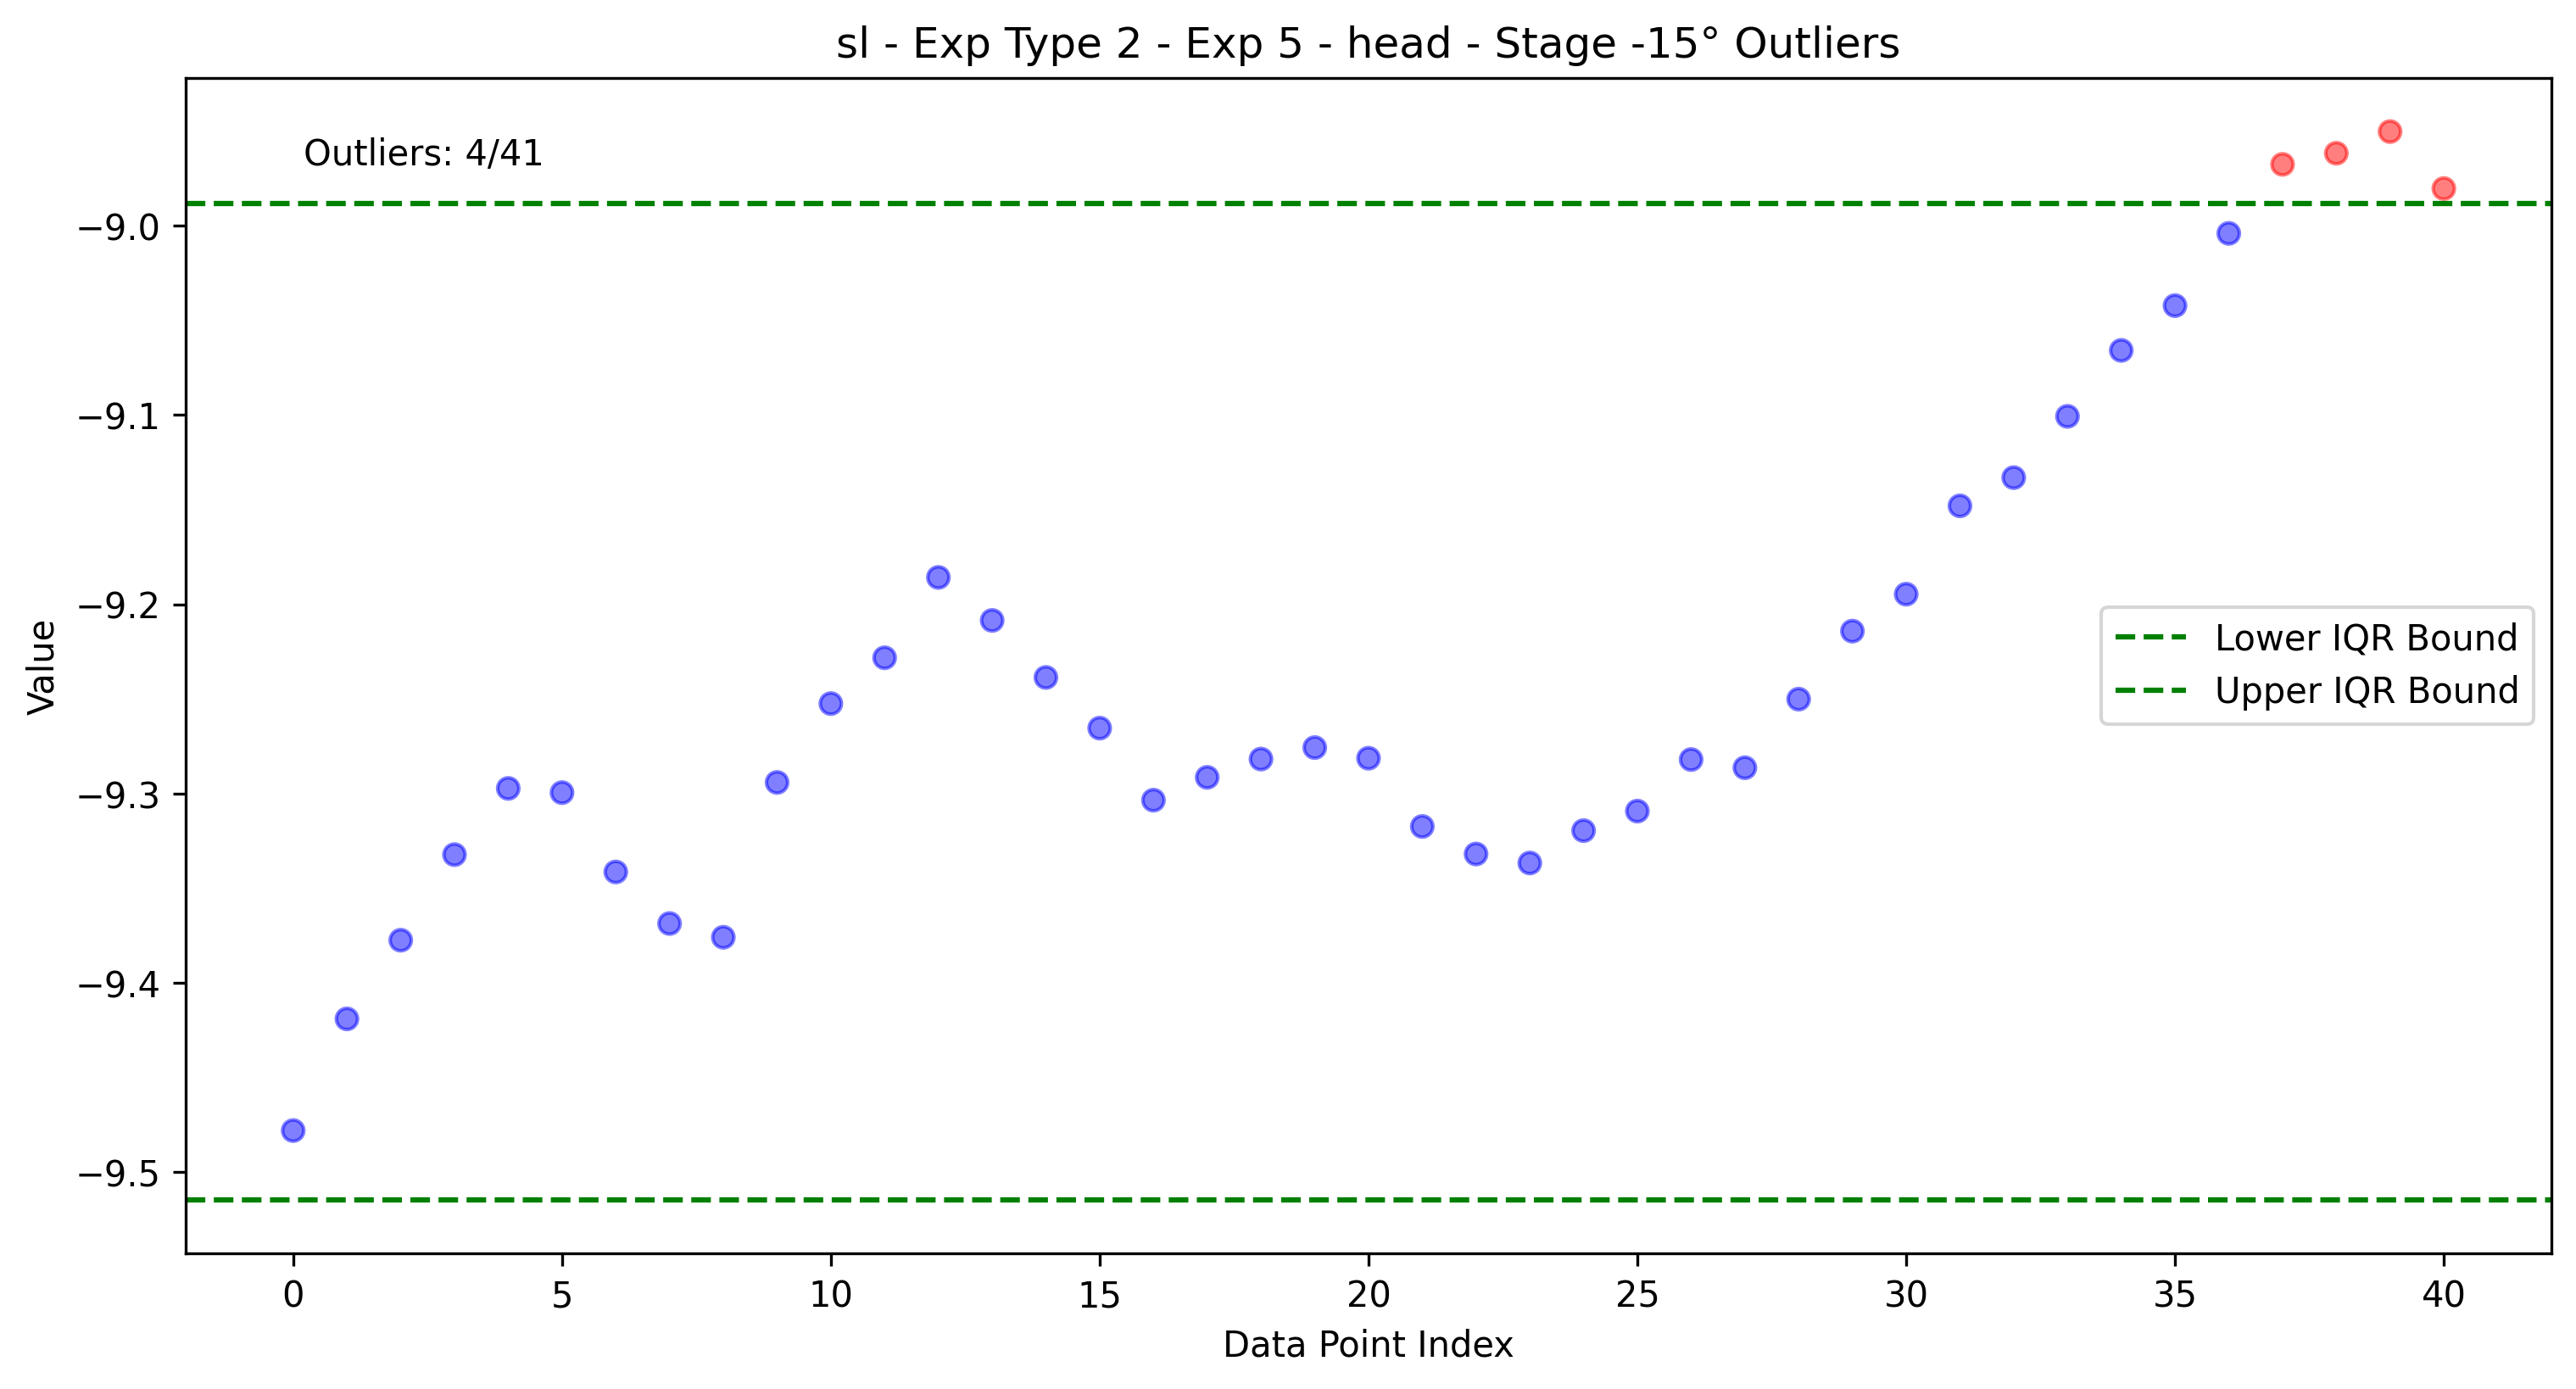 sl - Exp Type 2 - Exp 5 - head - Stage -15° Outliers
Outliers: 4/41
−9.0
−9.1
−9.2
−9.3
−9.4
−9.5
Value
Lower IQR Bound
Upper IQR Bound
0 5 10 15 20 25 30 35 40
Data Point Index